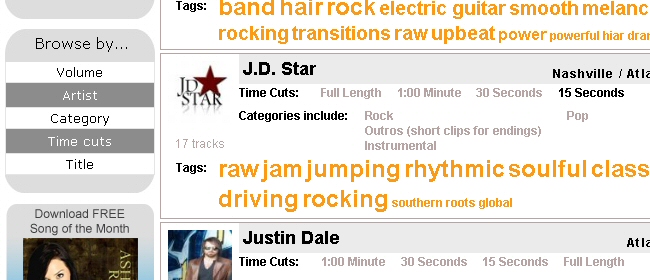 Tags: band hair rock electric guitar smooth melanc
rocking transitions raw upbeat power powerful hiar drar
Browse by...
Volume
Artist
Category
Time cuts
Title
Download FREE
Song of the Month
JD
STAR
17 tracks
J.D. Star
Nashville / Atla
Time Cuts: Full Length 1:00 Minute 30 Seconds 15 Seconds
Categories include: Rock Pop
Outros (short clips for endings)
Instrumental
Tags: raw jam jumping rhythmic soulful class
driving rocking southern roots global
Justin Dale
Atla
Time Cuts: 1:00 Minute 30 Seconds 15 Seconds Full Length